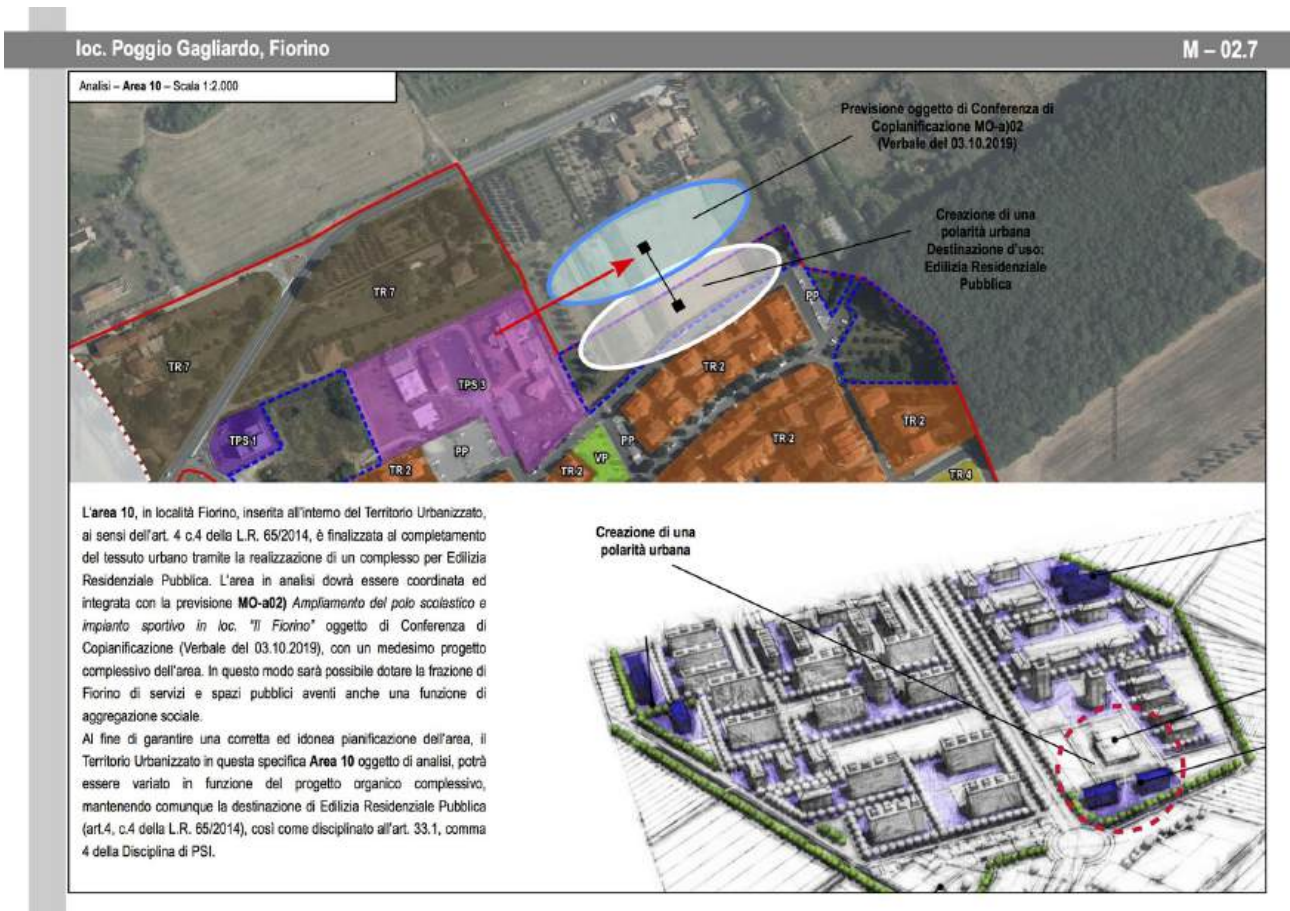 loc. Poggio Gagliardo, Fiorino
M – 02.7
Analisi – Area 10 – Scala 1:2.000
Previsione oggetto di Conferenza di
Copianificazione MO-a)02
(Verbale del 03.10.2019)
Creazione di una
polarità urbana
Destinazione d'uso:
Edilizia Residenziale
Pubblica
TR 7
PP
TR 7
TPS 3
TR 2
TPS 1
PP
PP
TR 2
TR 2
TR 2
TR 2
VP
TR 4
L'area 10, in località Fiorino, inserita all'interno del Territorio Urbanizzato,
ai sensi dell'art. 4 c.4 della L.R. 65/2014, è finalizzata al completamento
del tessuto urbano tramite la realizzazione di un complesso per Edilizia
Residenziale Pubblica. L'area in analisi dovrà essere coordinata ed
integrata con la previsione MO-a02) Ampliamento del polo scolastico e
impianto sportivo in loc. "Il Fiorino" oggetto di Conferenza di
Copianificazione (Verbale del 03.10.2019), con un medesimo progetto
complessivo dell'area. In questo modo sarà possibile dotare la frazione di
Fiorino di servizi e spazi pubblici aventi anche una funzione di
aggregazione sociale.
Al fine di garantire una corretta ed idonea pianificazione dell'area, il
Territorio Urbanizzato in questa specifica Area 10 oggetto di analisi, potrà
essere variato in funzione del progetto organico complessivo,
mantenendo comunque la destinazione di Edilizia Residenziale Pubblica
(art.4, c.4 della L.R. 65/2014), così come disciplinato all'art. 33.1, comma
4 della Disciplina di PSI.
Creazione di una
polarità urbana